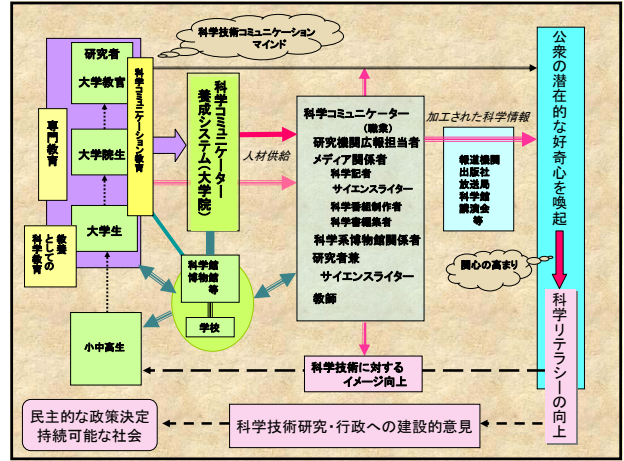 科学技術コミュニケーション
マインド
研究者
大学教官
大学院生
大学生
小中高生
専門教育
教養
としての
科学教育
科学コミュニケーション教育
科学コミュニケーター
養成システム(大学院)
科学館
博物館
等
学校
人材供給
科学コミュニケーター
(職業)
研究機関広報担当者
メディア関係者
科学記者
サイエンスライター
科学番組制作者
科学書編集者
科学系博物館関係者
研究者兼
サイエンスライター
教師
加工された科学情報
報道機関
出版社
放送局
科学館
講演会
等
公衆の潜在的な好奇心を喚起
関心の高まり
科学リテラシーの向上
科学技術に対する
イメージ向上
科学技術研究・行政への建設的意見
民主的な政策決定
持続可能な社会